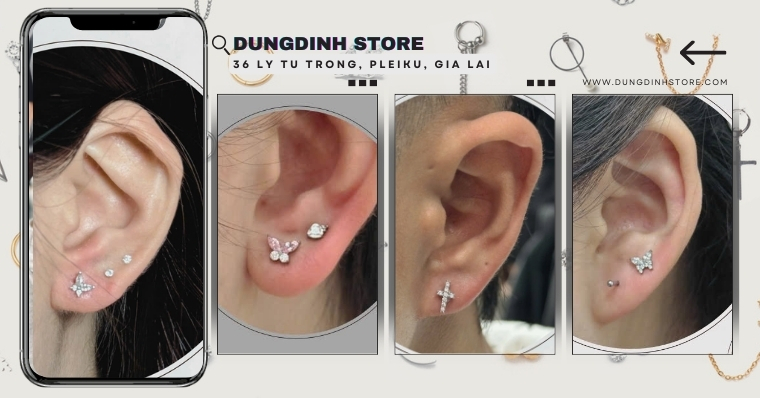 DUNGDINH STORE
36 LY TU TRONG, PLEIKU, GIA LAI
WWW.DUNGDINHSTORE.COM